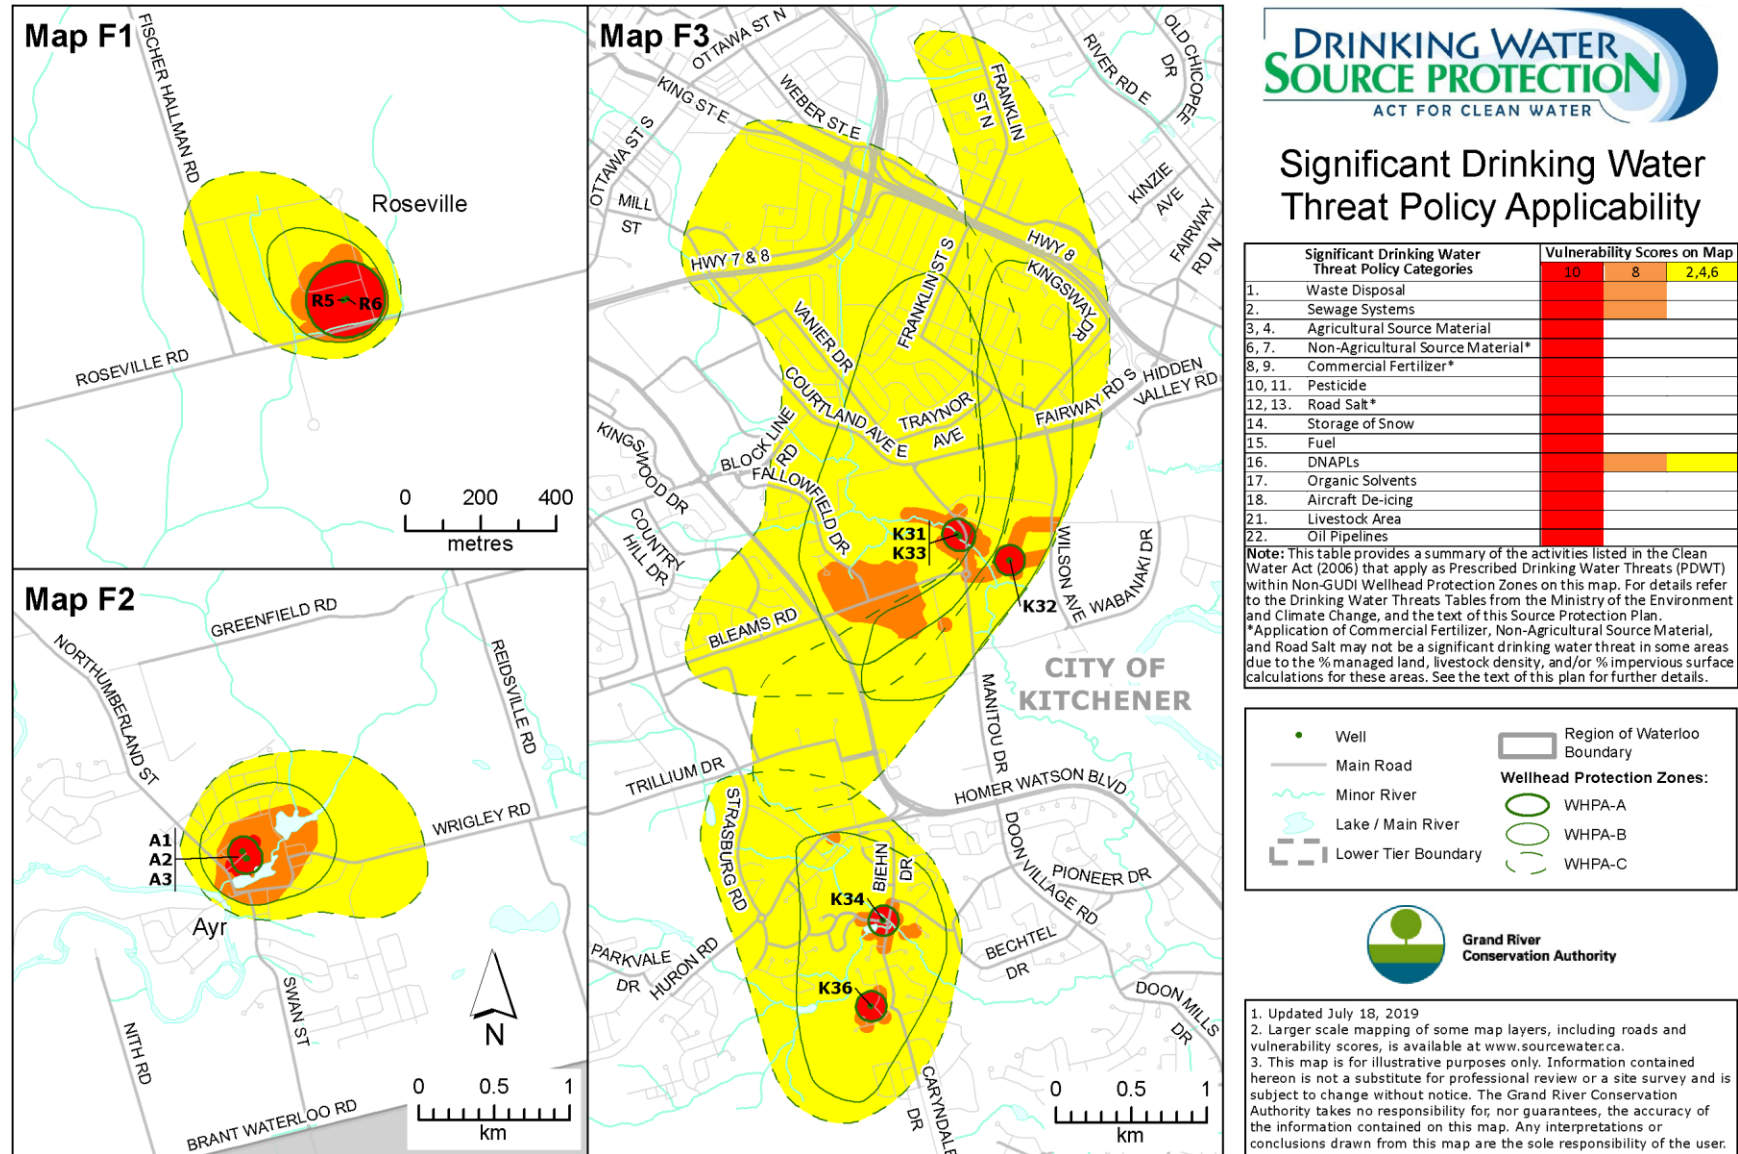 Map F1
FISCHER HALLMAN RD
Roseville
R5
R6
ROSEVILLE RD
0 200 400
metres
Map F2
GREENFIELD RD
NORTHUMBERLAND ST
REIDSVILLE RD
WRIGLEY RD
A1
A2
A3
Ayr
SWAN ST
NITH RD
BRANT WATERLOO RD
N
0 0.5 1
km
Map F3
OTTAWA ST N
KING ST E
WEBER ST E
OTTAWA ST S
MILL
ST
HWY 7 & 8
FRANKLIN
ST N
RIVER RD E
OLD CHICOPEE
DR
KINZIE
AVE
FAIRWAY
RD N
HWY 8
KINGSWAY
DR
FRANKLIN ST S
VANIER DR
COURTLAND AVE E
TRAYNOR
AVE
FAIRWAY RD S
HIDDEN
VALLEY RD
BLOCK LINE
RD
KINGSWOOD DR
FALLOWFIELD DR
COUNTRY
HILL DR
K31
K33
K32
WILSON AVE
WABANAKI DR
BLEAMS RD
CITY OF
KITCHENER
MANITOU DR
TRILLIUM DR
HOMER WATSON BLVD
STRASBURG RD
BIEHN
DR
DOON VILLAGE RD
PIONEER DR
K34
BECHTEL
DR
PARKVALE
DR
HURON RD
K36
DOON MILLS
DR
CARYNDALE
DR
0 0.5 1
km
DRINKING WATER
SOURCE PROTECTION
ACT FOR CLEAN WATER
Significant Drinking Water
Threat Policy Applicability
Significant Drinking Water
Threat Policy Categories
Vulnerability Scores on Map
10 8 2,4,6
1. Waste Disposal
2. Sewage Systems
3, 4. Agricultural Source Material
6, 7. Non-Agricultural Source Material*
8, 9. Commercial Fertilizer*
10, 11. Pesticide
12, 13. Road Salt*
14. Storage of Snow
15. Fuel
16. DNAPLs
17. Organic Solvents
18. Aircraft De-icing
21. Livestock Area
22. Oil Pipelines
Note: This table provides a summary of the activities listed in the Clean
Water Act (2006) that apply as Prescribed Drinking Water Threats (PDWT)
within Non-GUDI Wellhead Protection Zones on this map. For details refer
to the Drinking Water Threats Tables from the Ministry of the Environment
and Climate Change, and the text of this Source Protection Plan.
*Application of Commercial Fertilizer, Non-Agricultural Source Material,
and Road Salt may not be a significant drinking water threat in some areas
due to the % managed land, livestock density, and/or % impervious surface
calculations for these areas. See the text of this plan for further details.
Well
Main Road
Minor River
Lake / Main River
Lower Tier Boundary
Region of Waterloo
Boundary
Wellhead Protection Zones:
WHPA-A
WHPA-B
WHPA-C
Grand River
Conservation Authority
1. Updated July 18, 2019
2. Larger scale mapping of some map layers, including roads and
vulnerability scores, is available at www.sourcewater.ca.
3. This map is for illustrative purposes only. Information contained
hereon is not a substitute for professional review or a site survey and is
subject to change without notice. The Grand River Conservation
Authority takes no responsibility for, nor guarantees, the accuracy of
the information contained on this map. Any interpretations or
conclusions drawn from this map are the sole responsibility of the user.